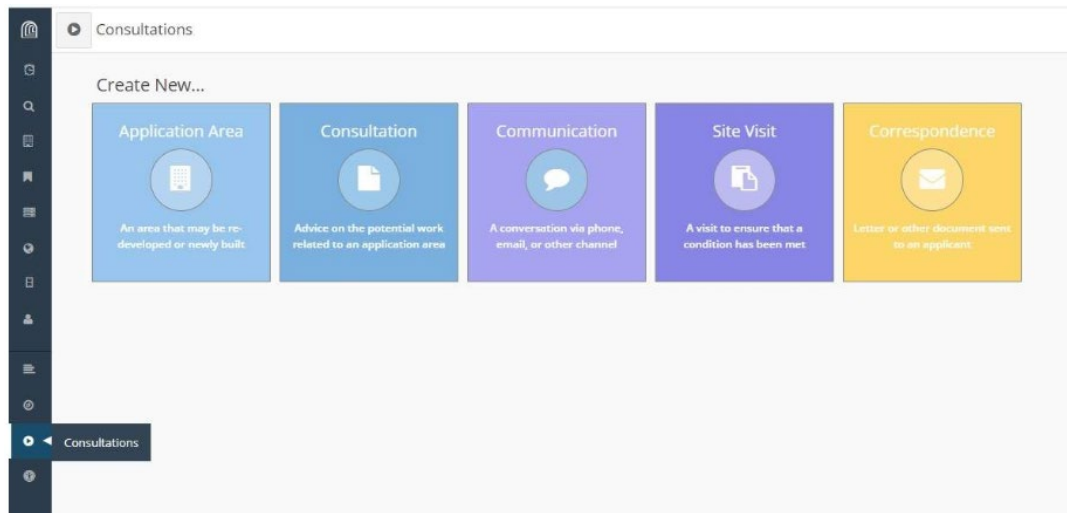 Consultations
Create New...
Application Area
An area that may be re-
developed or newly built
Consultation
Advice on the potential work
related to an application area
Communication
A conversation via phone,
email, or other channel
Site Visit
A visit to ensure that a
condition has been met
Correspondence
Letter or other document sent
to an applicant
Consultations